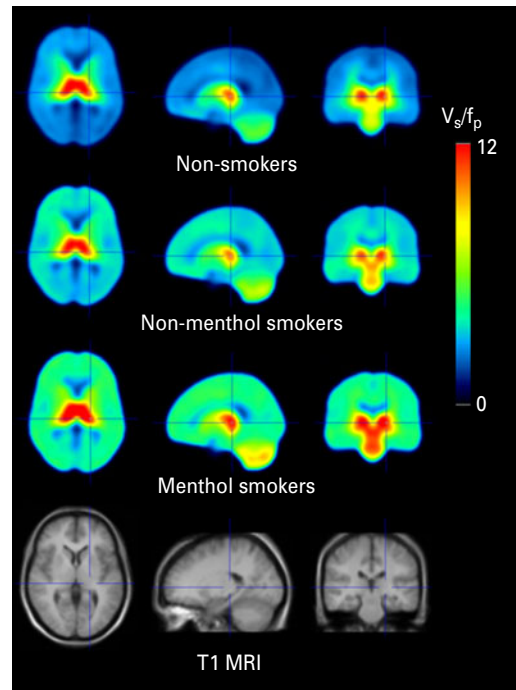 Non-smokers
Non-menthol smokers
Menthol smokers
T1 MRI
Vs/fp
12
0